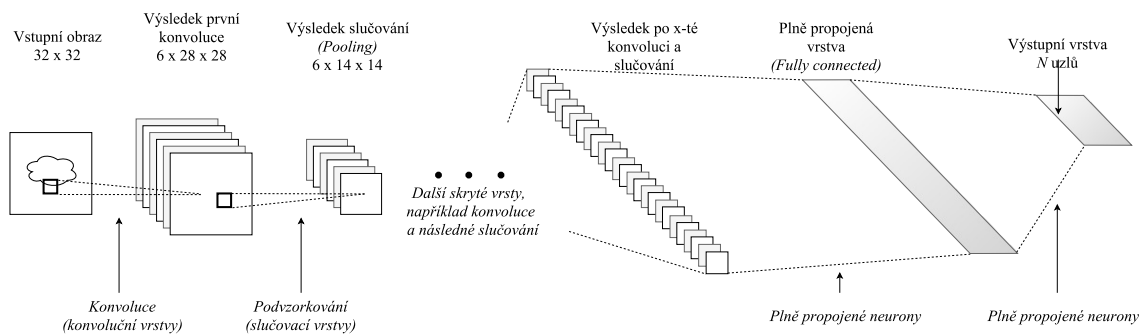 Vstupní obraz
32 x 32
Výsledek první
konvoluce
6 x 28 x 28
Výsledek slučování
(Pooling)
6 x 14 x 14
Výsledek po x-té
konvoluci a
slučování
Plně propojená
vrstva
(Fully connected)
Výstupní vrstva
N uzlů
Další skryté vrsty,
například konvoluce
a následné slučování
Konvoluce
(konvoluční vrstvy)
Podvzorkování
(slučovací vrstvy)
Plně propojené neurony
Plně propojené neurony